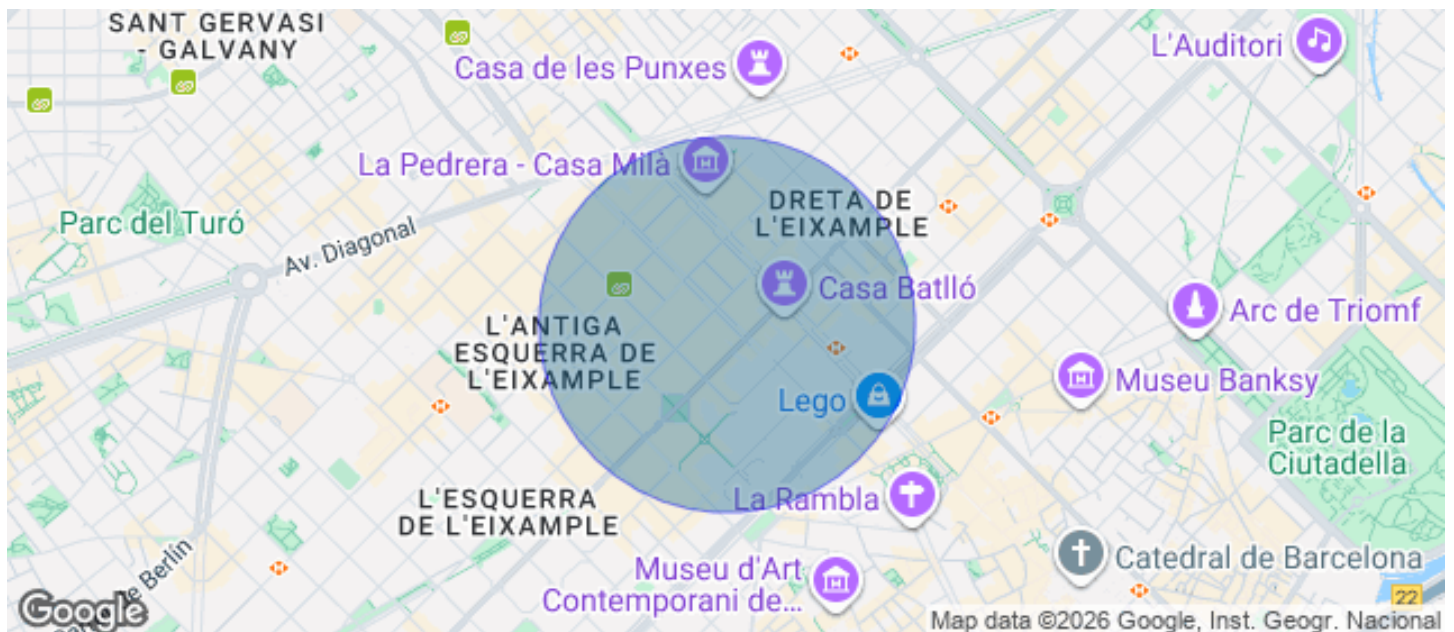 SANT GERVASI
- GALVANY
Casa de les Punxes
L'Auditori
La Pedrera - Casa Milà
DRETA DE
L'EIXAMPLE
Parc del Turó
Av. Diagonal
Casa Batlló
Arc de Triomf
L'ANTIGA
ESQUERRA DE
L'EIXAMPLE
Museu Banksy
Lego
Parc de la
Ciutadella
L'ESQUERRA
DE L'EIXAMPLE
La Rambla
Catedral de Barcelona
Museu d'Art
Contemporani de...
de Berlín
22
Google
Map data ©2026 Google, Inst. Geogr. Nacional